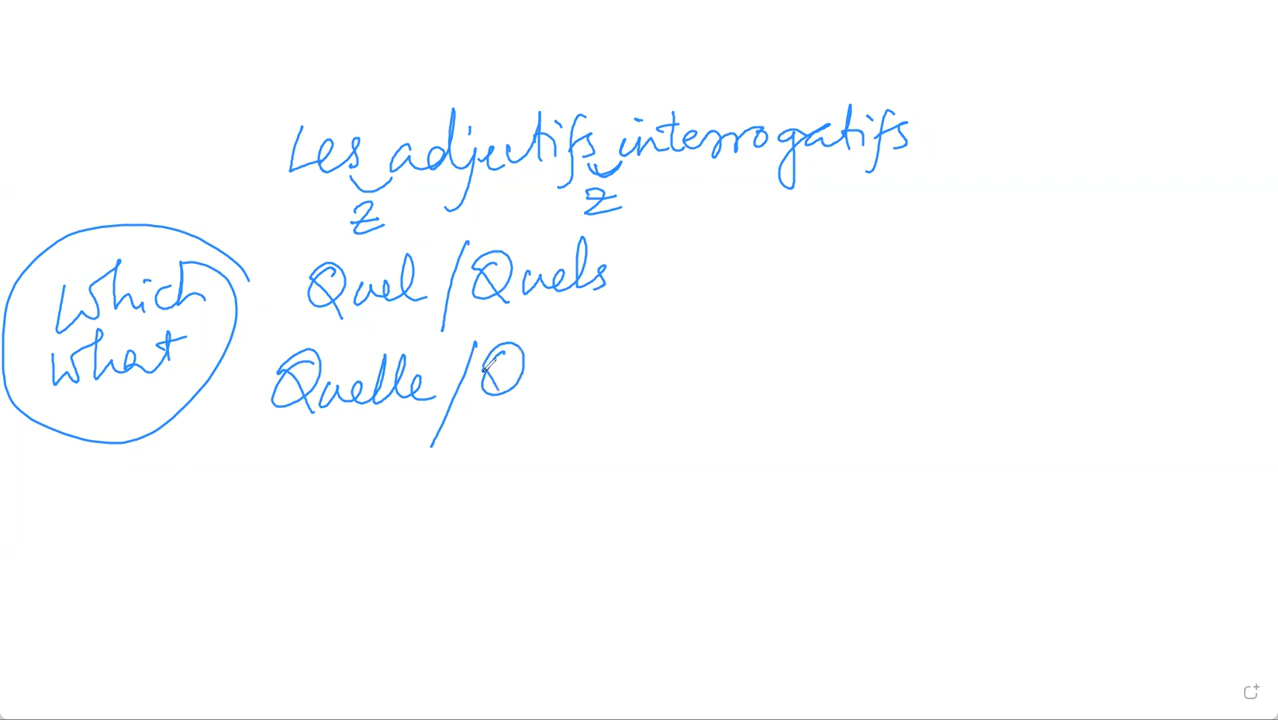 Les adjectifs interrogatifs
z z
Quel / Quels
Which
what
Quelle / Q